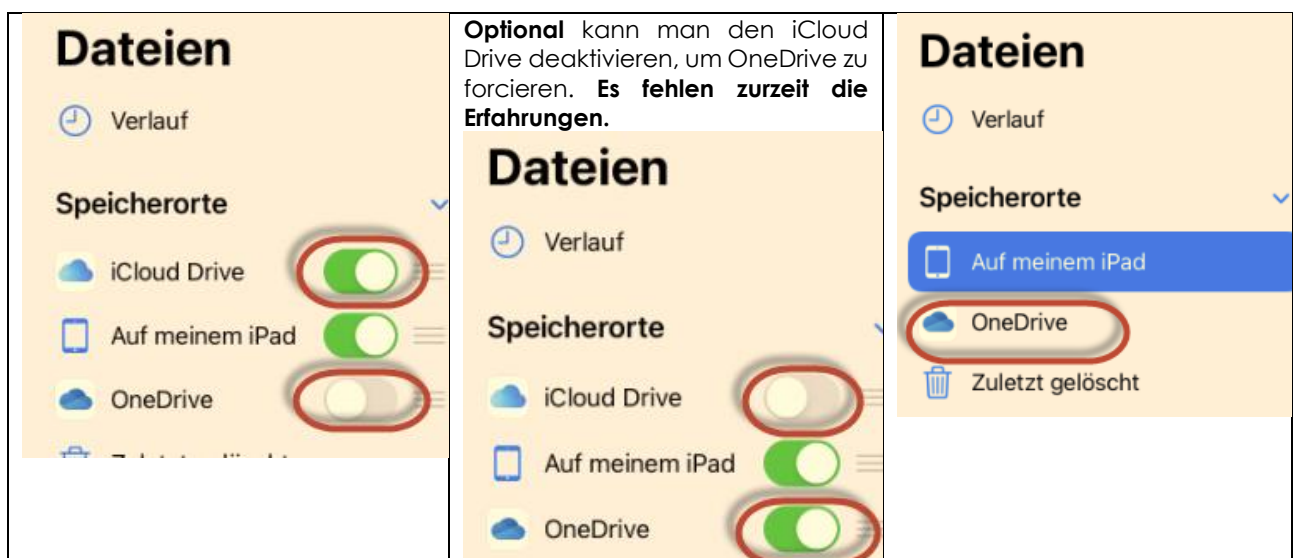 Dateien
Verlauf
Speicherorte
iCloud Drive
Auf meinem iPad
OneDrive
Optional kann man den iCloud
Drive deaktivieren, um OneDrive zu
forcieren. Es fehlen zurzeit die
Erfahrungen.
Dateien
Verlauf
Speicherorte
iCloud Drive
Auf meinem iPad
OneDrive
Dateien
Verlauf
Speicherorte
Auf meinem iPad
OneDrive
Zuletzt gelöscht